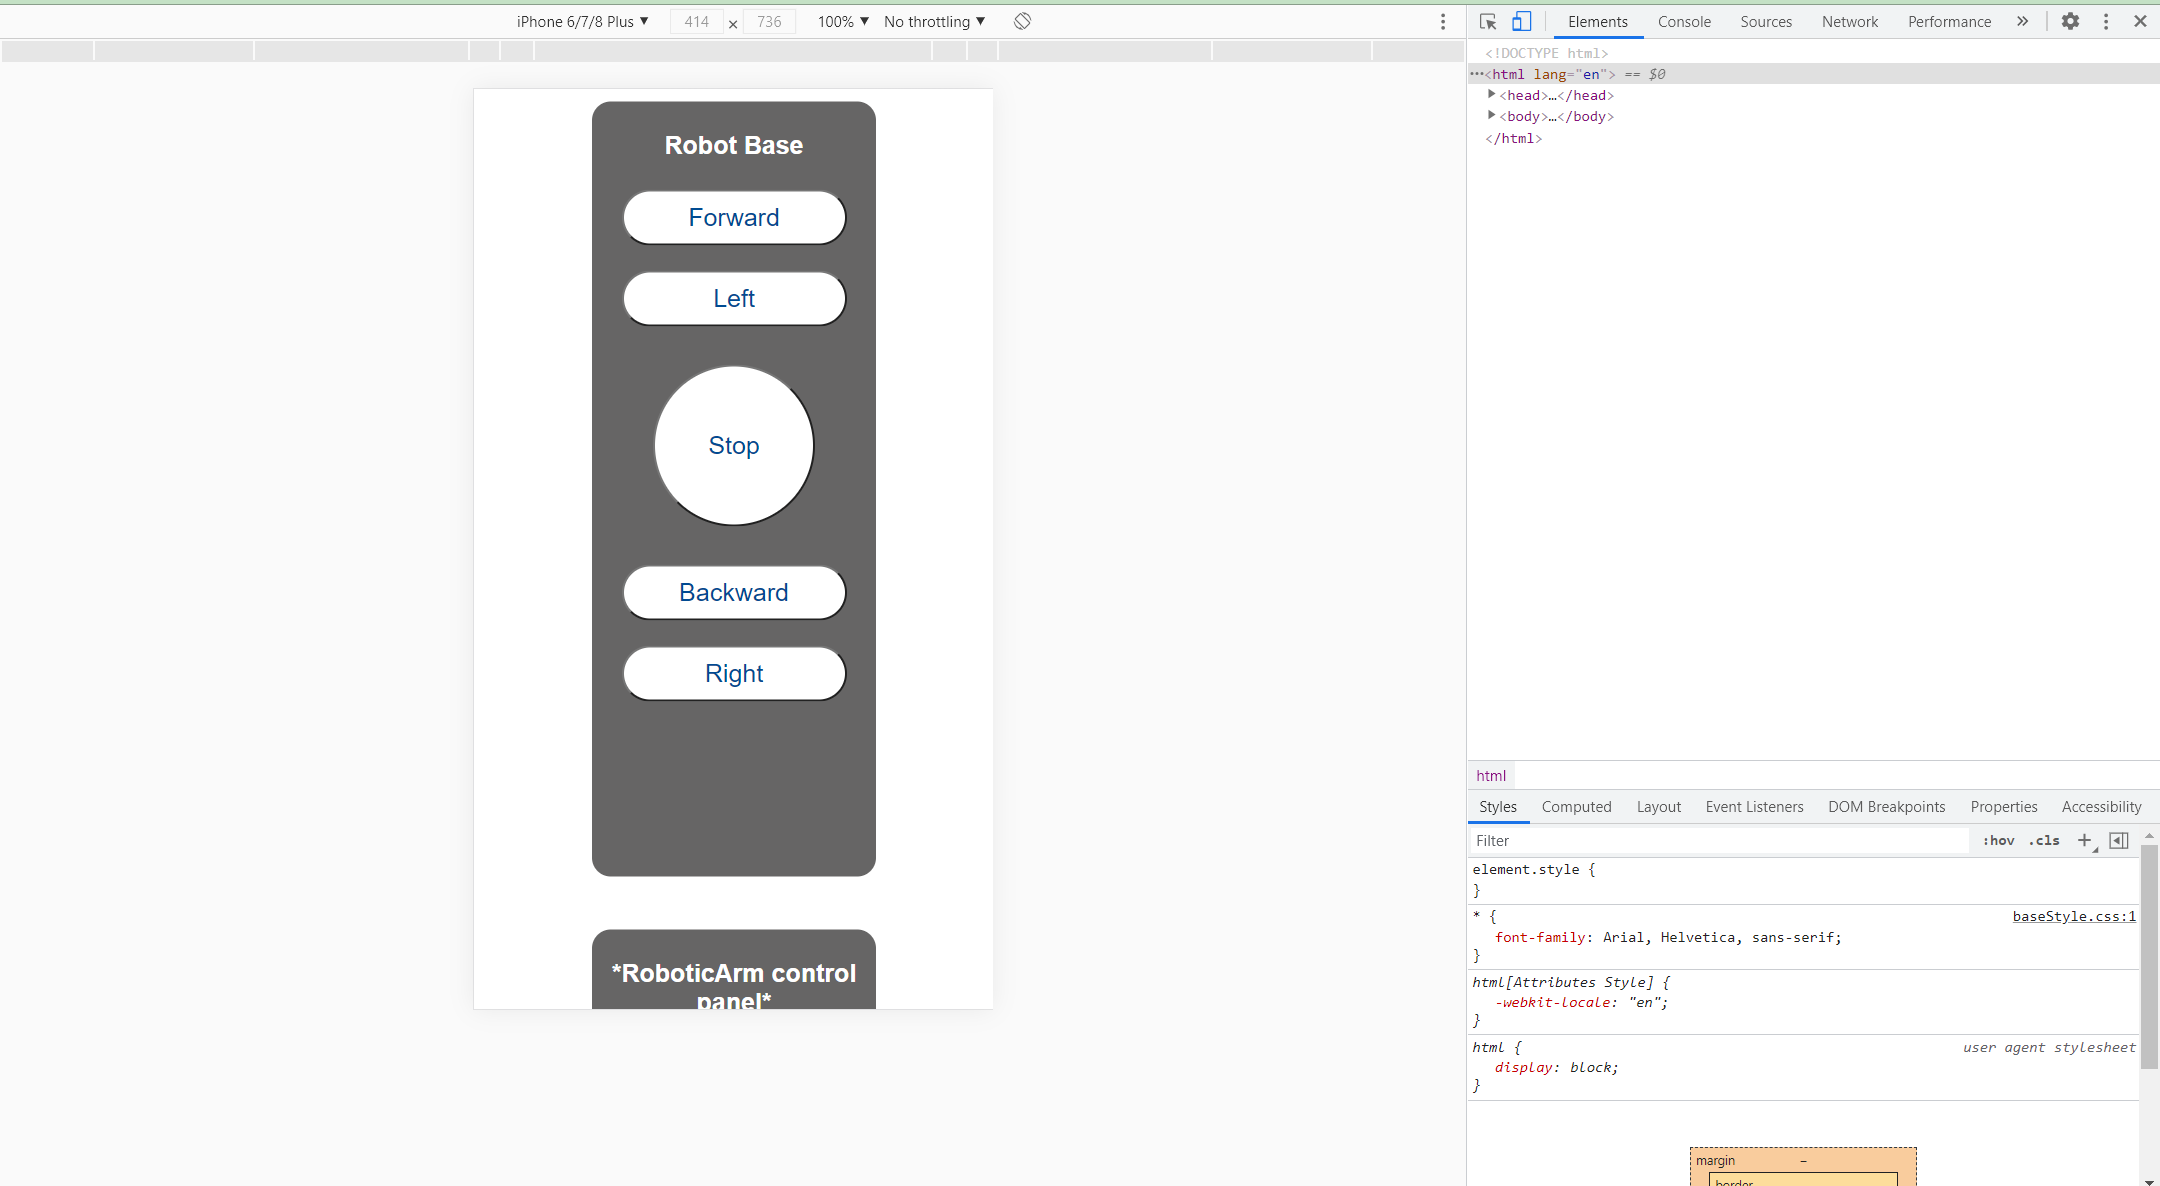 iPhone 6/7/8 Plus ▼ 414 × 736 100% ▼ No throttling ▼
Elements Console Sources Network Performance »
Robot Base
Forward
Left
Stop
Backward
Right
*RoboticArm control
panel*
<!DOCTYPE html>
…<html lang="en"> == $0
<head>…</head>
<body>…</body>
</html>
html
Styles Computed Layout Event Listeners DOM Breakpoints Properties Accessibility
Filter :hov .cls +
element.style {
}
* { baseStyle.css:1
font-family: Arial, Helvetica, sans-serif;
}
html[Attributes Style] {
-webkit-locale: "en";
}
html { user agent stylesheet
display: block;
}
margin –
border